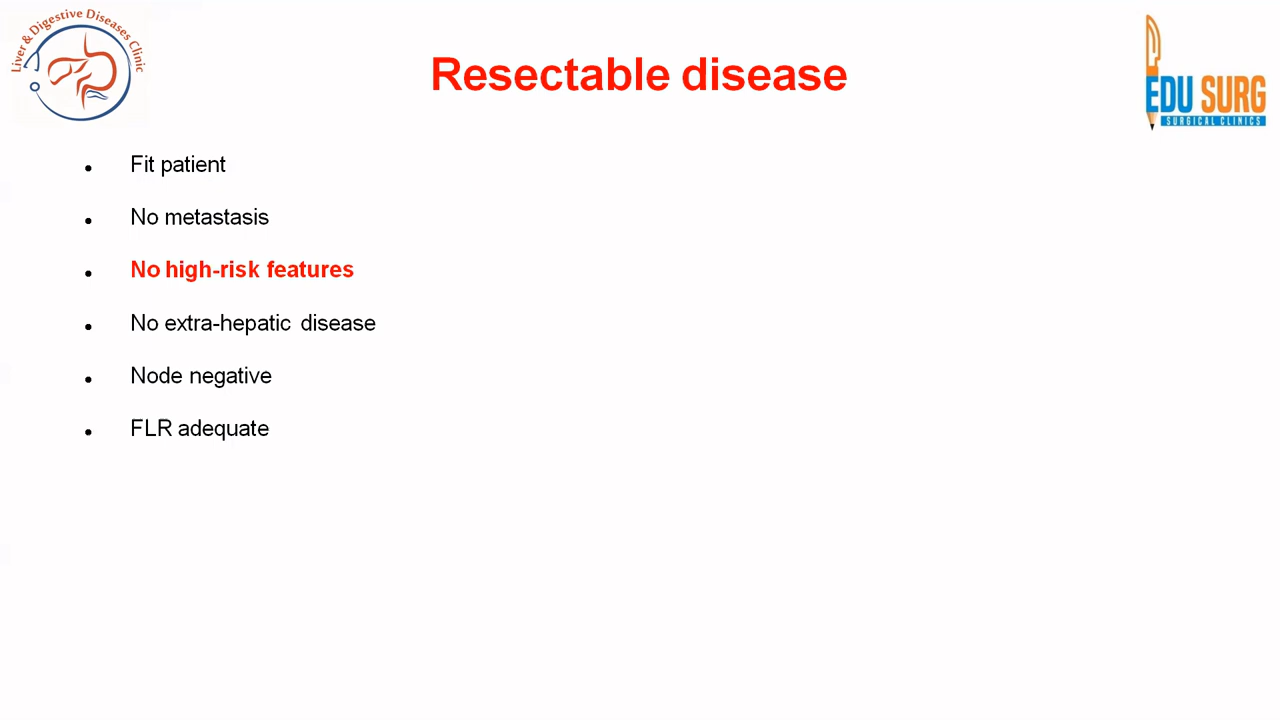 Liver & Digestive Diseases Clinic
EDU SURG
SURGICAL CLINICS
Resectable disease
• Fit patient
• No metastasis
• No high-risk features
• No extra-hepatic disease
• Node negative
• FLR adequate